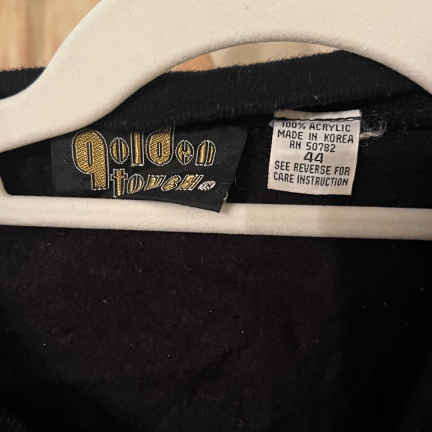 golden
touch
100% ACRYLIC
MADE IN KOREA
RN 50782
44
SEE REVERSE FOR
CARE INSTRUCTION